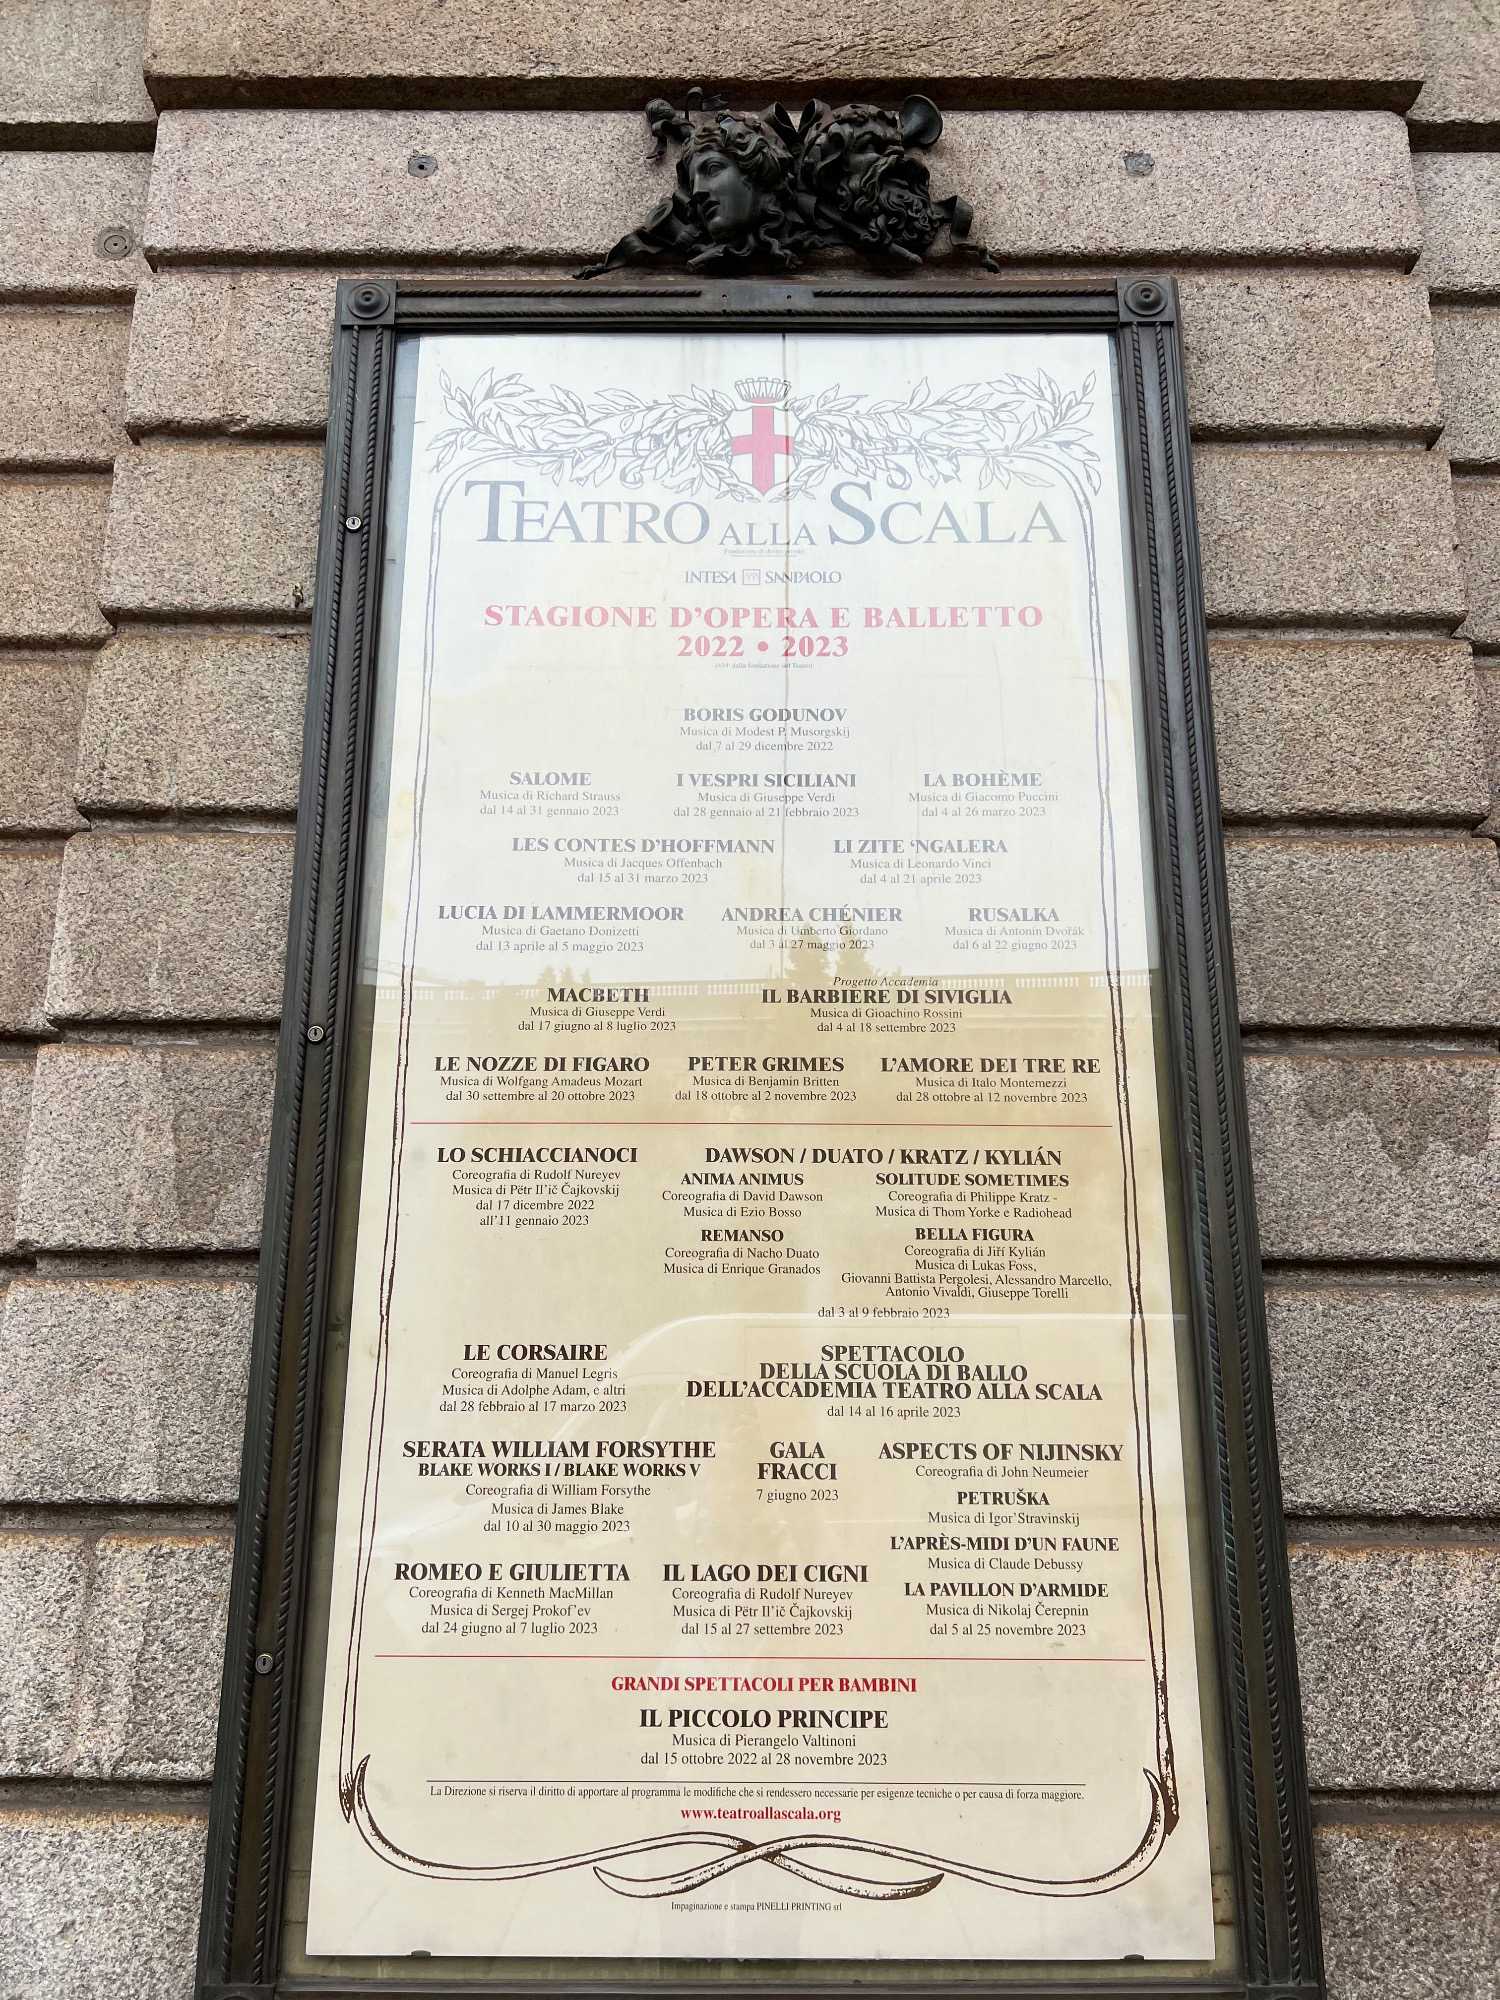 TEATRO ALLA SCALA
Fondazione di diritto privato
INTESA SANPAOLO
STAGIONE D'OPERA E BALLETTO
2022 • 2023
dalla fondazione del Teatro
BORIS GODUNOV
Musica di Modest P. Musorgskij
dal 7 al 29 dicembre 2022
SALOME
Musica di Richard Strauss
dal 14 al 31 gennaio 2023
I VESPRI SICILIANI
Musica di Giuseppe Verdi
dal 28 gennaio al 21 febbraio 2023
LA BOHÈME
Musica di Giacomo Puccini
dal 4 al 26 marzo 2023
LES CONTES D'HOFFMANN
Musica di Jacques Offenbach
dal 15 al 31 marzo 2023
LI ZITE 'NGALERA
Musica di Leonardo Vinci
dal 4 al 21 aprile 2023
LUCIA DI LAMMERMOOR
Musica di Gaetano Donizetti
dal 13 aprile al 5 maggio 2023
ANDREA CHÉNIER
Musica di Umberto Giordano
dal 3 al 27 maggio 2023
RUSALKA
Musica di Antonín Dvořák
dal 6 al 22 giugno 2023
MACBETH
Musica di Giuseppe Verdi
dal 17 giugno al 8 luglio 2023
Progetto Accademia
IL BARBIERE DI SIVIGLIA
Musica di Gioachino Rossini
dal 4 al 18 settembre 2023
LE NOZZE DI FIGARO
Musica di Wolfgang Amadeus Mozart
dal 30 settembre al 20 ottobre 2023
PETER GRIMES
Musica di Benjamin Britten
dal 18 ottobre al 2 novembre 2023
L'AMORE DEI TRE RE
Musica di Italo Montemezzi
dal 28 ottobre al 12 novembre 2023
LO SCHIACCIANOCI
Coreografia di Rudolf Nureyev
Musica di Pëtr Il'ič Čajkovskij
dal 17 dicembre 2022
all'11 gennaio 2023
DAWSON / DUATO / KRATZ / KYLIÁN
ANIMA ANIMUS
Coreografia di David Dawson
Musica di Ezio Bosso
SOLITUDE SOMETIMES
Coreografia di Philippe Kratz -
Musica di Thom Yorke e Radiohead
REMANSO
Coreografia di Nacho Duato
Musica di Enrique Granados
BELLA FIGURA
Coreografia di Jiří Kylián
Musica di Lukas Foss,
Giovanni Battista Pergolesi, Alessandro Marcello,
Antonio Vivaldi, Giuseppe Torelli
dal 3 al 9 febbraio 2023
LE CORSAIRE
Coreografia di Manuel Legris
Musica di Adolphe Adam, e altri
dal 28 febbraio al 17 marzo 2023
SPETTACOLO
DELLA SCUOLA DI BALLO
DELL'ACCADEMIA TEATRO ALLA SCALA
dal 14 al 16 aprile 2023
SERATA WILLIAM FORSYTHE
BLAKE WORKS I / BLAKE WORKS V
Coreografia di William Forsythe
Musica di James Blake
dal 10 al 30 maggio 2023
GALA
FRACCI
7 giugno 2023
ASPECTS OF NIJINSKY
Coreografia di John Neumeier
PETRUŠKA
Musica di Igor' Stravinskij
L'APRÈS-MIDI D'UN FAUNE
Musica di Claude Debussy
LA PAVILLON D'ARMIDE
Musica di Nikolaj Čerepnin
dal 5 al 25 novembre 2023
ROMEO E GIULIETTA
Coreografia di Kenneth MacMillan
Musica di Sergej Prokof'ev
dal 24 giugno al 7 luglio 2023
IL LAGO DEI CIGNI
Coreografia di Rudolf Nureyev
Musica di Pëtr Il'ič Čajkovskij
dal 15 al 27 settembre 2023
GRANDI SPETTACOLI PER BAMBINI
IL PICCOLO PRINCIPE
Musica di Pierangelo Valtinoni
dal 15 ottobre 2022 al 28 novembre 2023
La Direzione si riserva il diritto di apportare al programma le modifiche che si rendessero necessarie per esigenze tecniche o per causa di forza maggiore.
www.teatroallascala.org
Impaginazione e stampa PINELLI PRINTING srl